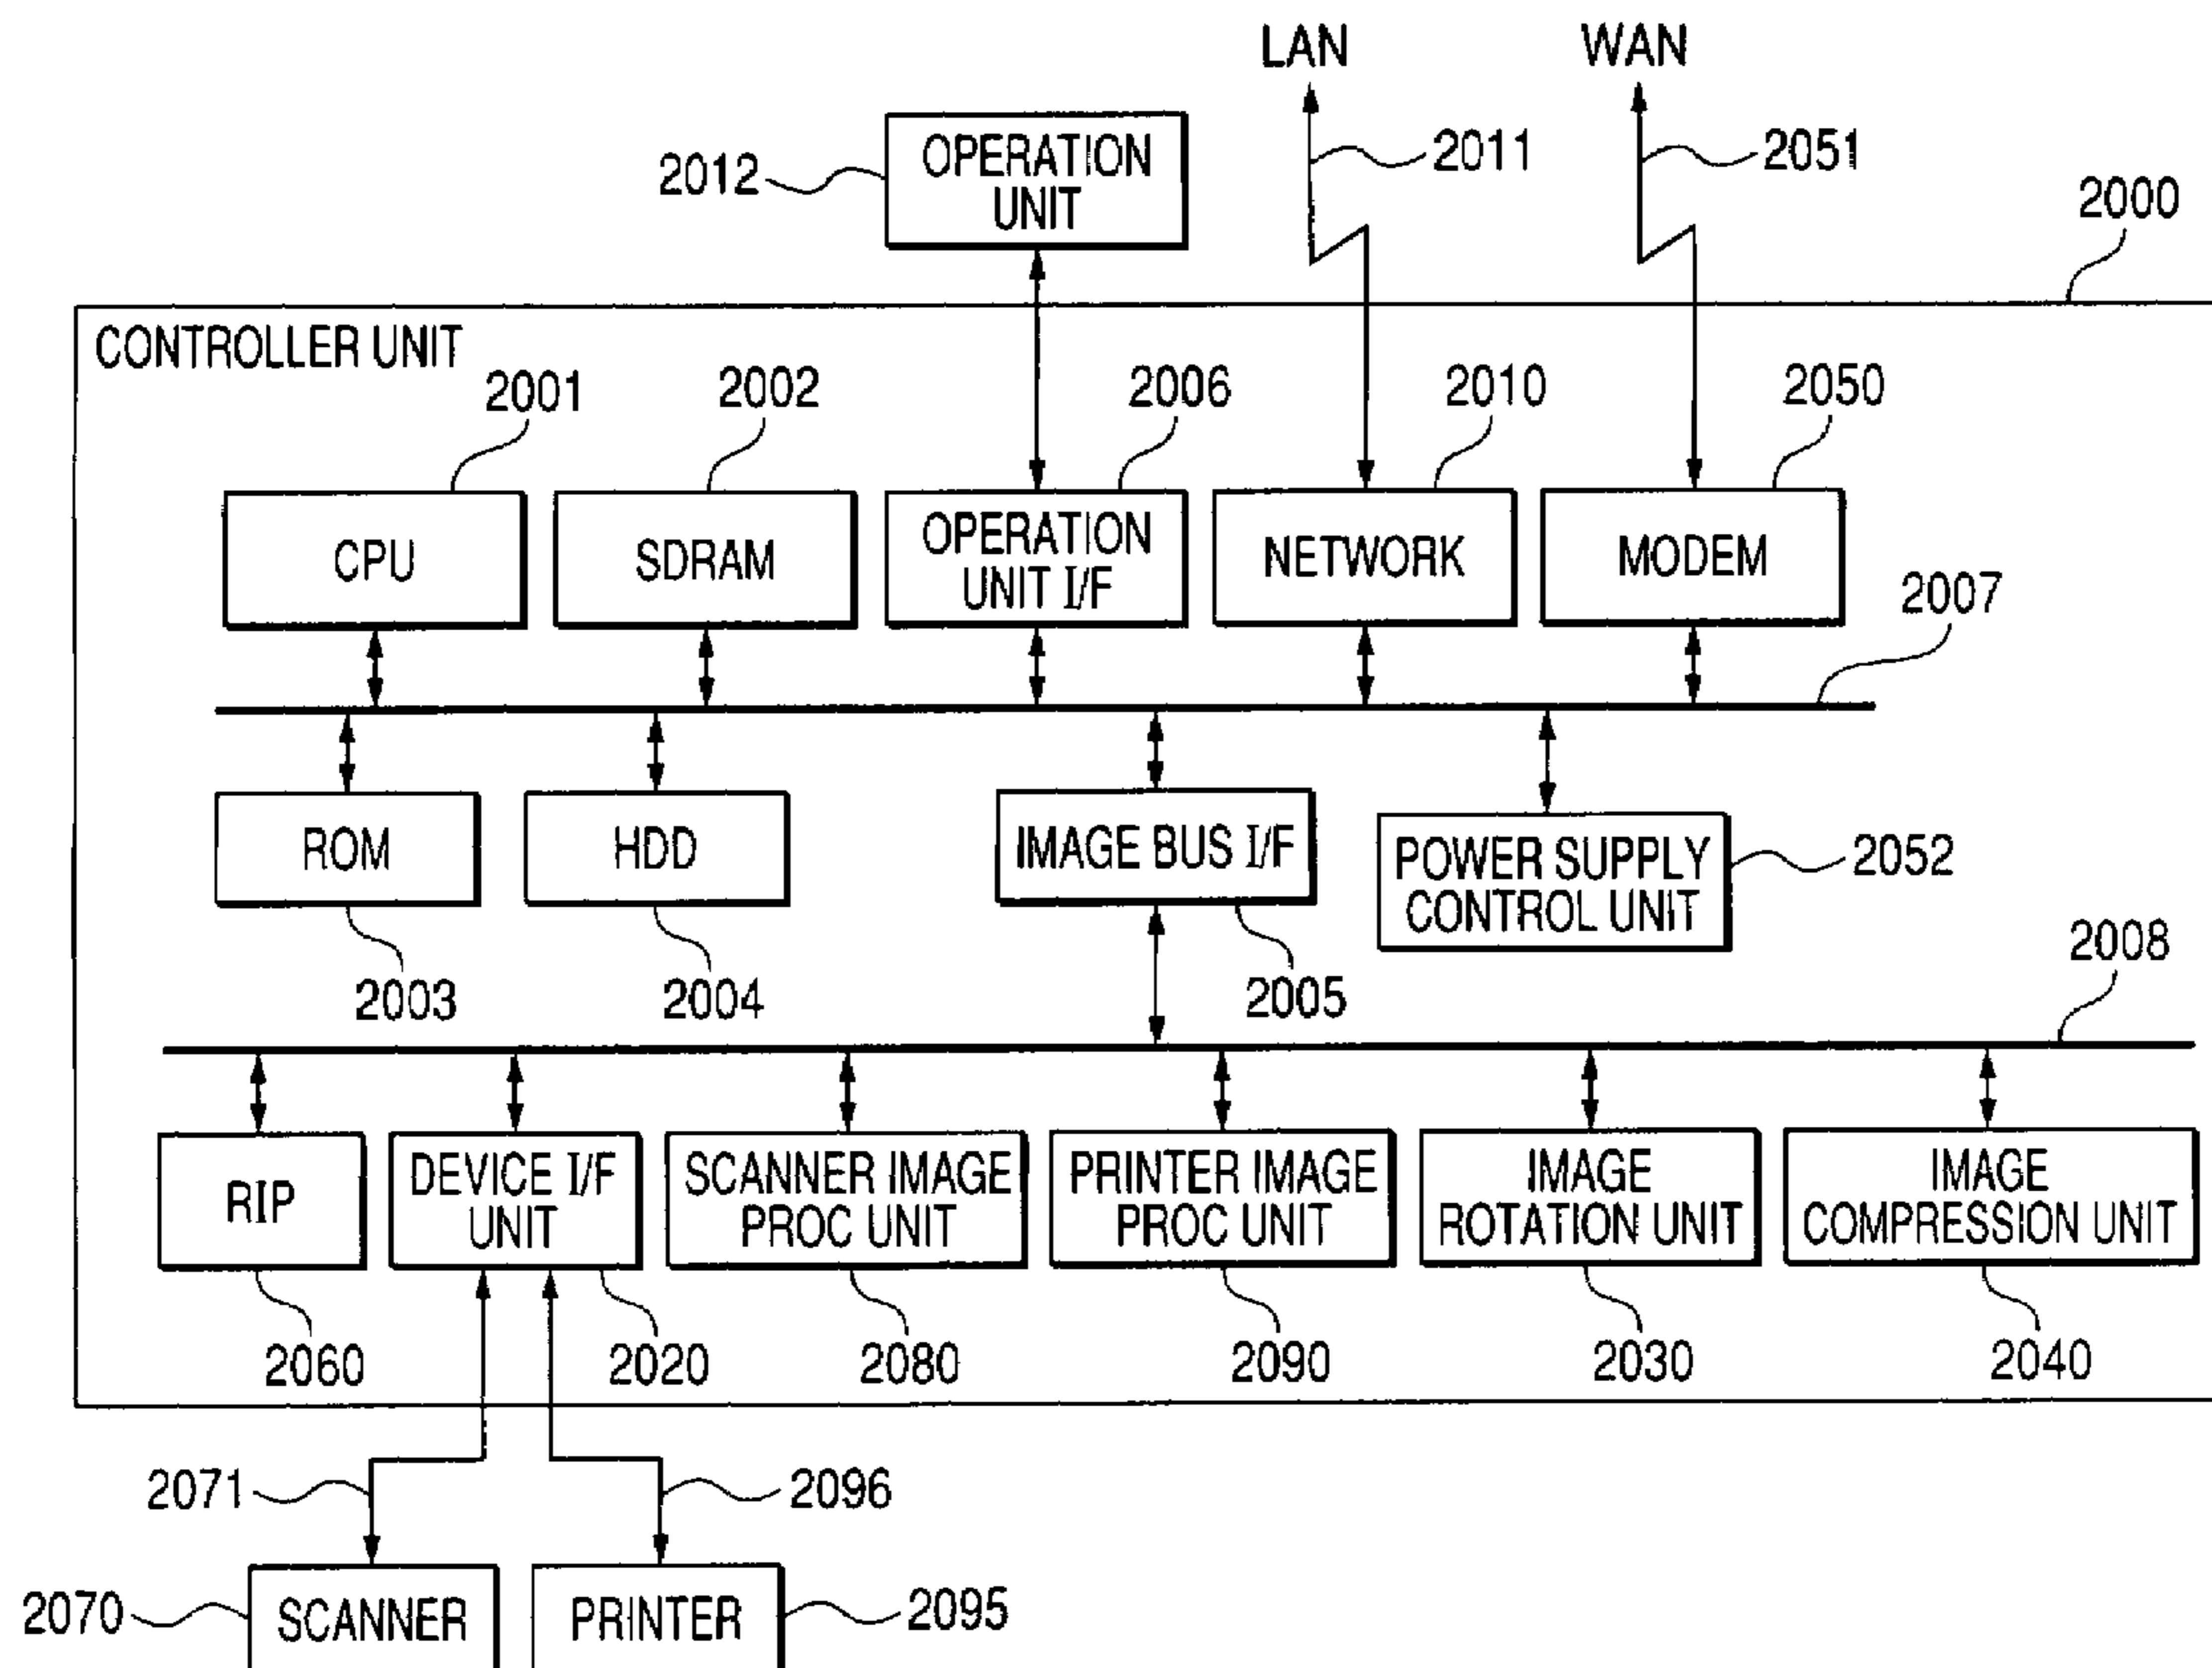 LAN
WAN
OPERATION
UNIT
2012
2011
2051
2000
CONTROLLER UNIT
2001
2002
2006
2010
2050
CPU
SDRAM
OPERATION
UNIT I/F
NETWORK
MODEM
2007
ROM
HDD
IMAGE BUS I/F
POWER SUPPLY
CONTROL UNIT
2052
2003
2004
2005
2008
RIP
DEVICE I/F
UNIT
SCANNER IMAGE
PROC UNIT
PRINTER IMAGE
PROC UNIT
IMAGE
ROTATION UNIT
IMAGE
COMPRESSION UNIT
2060
2020
2080
2090
2030
2040
2071
2096
2070
SCANNER
PRINTER
2095